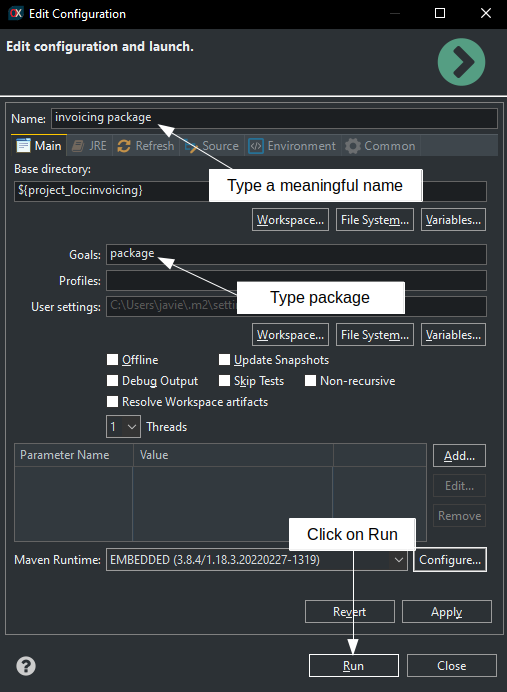 OX Edit Configuration
Edit configuration and launch.
Name: invoicing package
Main JRE Refresh Source Environment Common
Base directory:
Type a meaningful name
${project_loc:invoicing}
Workspace... File System... Variables...
Goals: package
Profiles:
Type package
User settings: C:\Users\javie\.m2\setti
Workspace... File System... Variables...
Offline Update Snapshots
Debug Output Skip Tests Non-recursive
Resolve Workspace artifacts
1 Threads
Parameter Name Value Add...
Edit...
Remove
Click on Run
Maven Runtime: EMBEDDED (3.8.4/1.18.3.20220227-1319) Configure...
Revert Apply
? Run Close